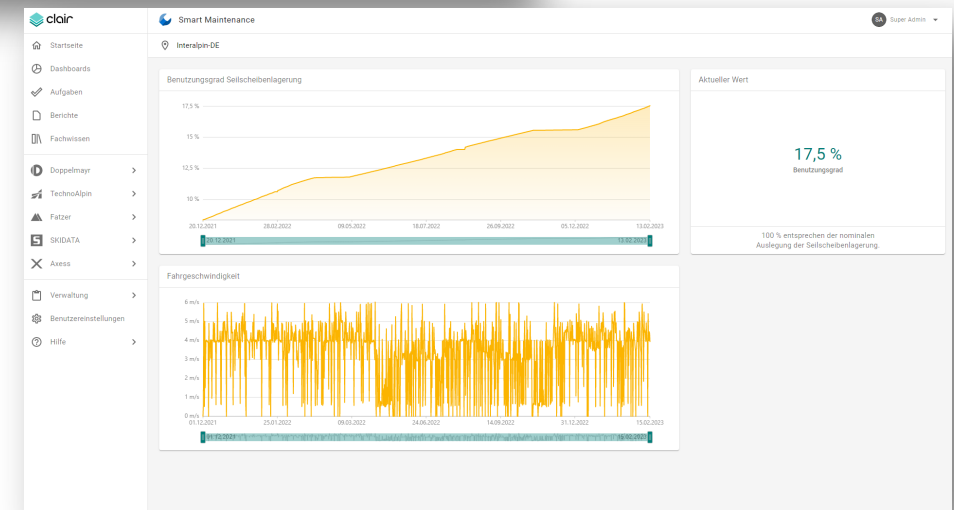 clair
Smart Maintenance
SA
Super Admin
Startseite
Interalpin-DE
Dashboards
Aufgaben
Berichte
Fachwissen
Doppelmayr
TechnoAlpin
Fatzer
SKIDATA
Axess
Verwaltung
Benutzereinstellungen
Hilfe
Benutzungsgrad Seilscheibenlagerung
17,5 %
15 %
12,5 %
10 %
20.12.2021
28.02.2022
09.05.2022
18.07.2022
26.09.2022
05.12.2022
13.02.2023
20.12.2021
13.02.2023
Aktueller Wert
17,5 %
Benutzungsgrad
100 % entsprechen der nominalen
Auslegung der Seilscheibenlagerung.
Fahrgeschwindigkeit
6 m/s
5 m/s
4 m/s
3 m/s
2 m/s
1 m/s
0 m/s
01.12.2021
25.01.2022
09.03.2022
24.06.2022
14.09.2022
31.12.2022
15.02.2023
01.12.2021
15.02.2023